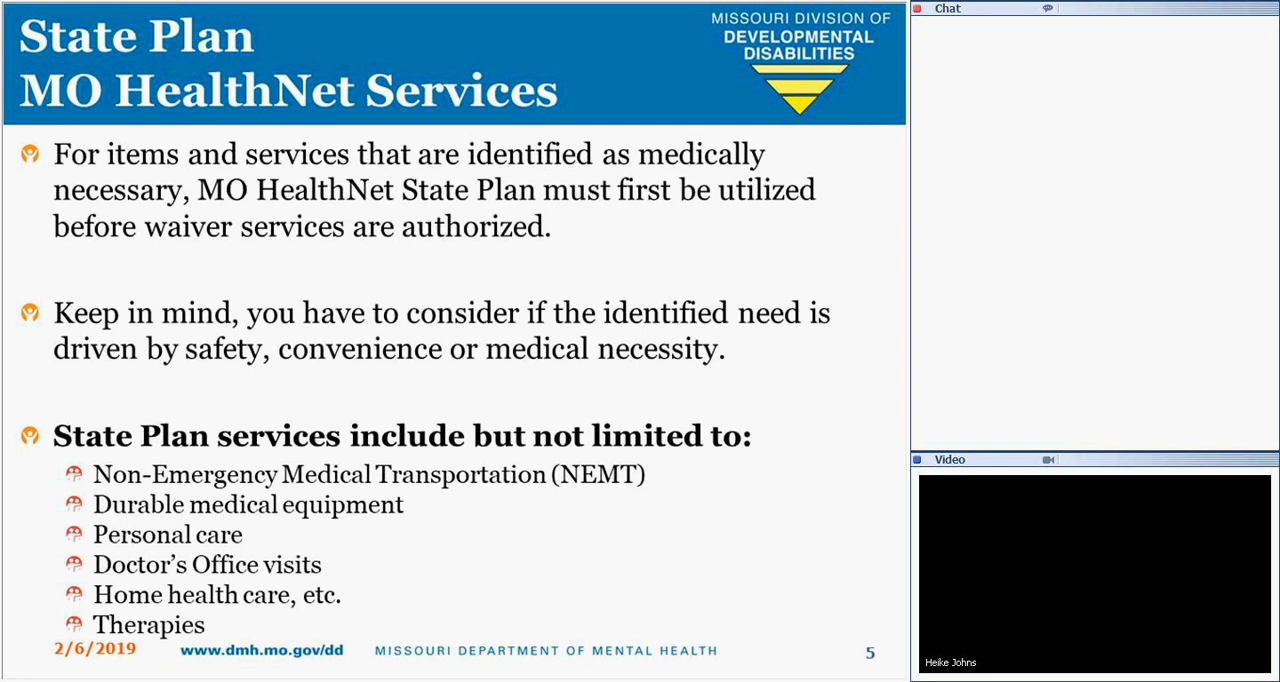 State Plan
MO HealthNet Services
MISSOURI DIVISION OF
DEVELOPMENTAL
DISABILITIES
For items and services that are identified as medically
necessary, MO HealthNet State Plan must first be utilized
before waiver services are authorized.
Keep in mind, you have to consider if the identified need is
driven by safety, convenience or medical necessity.
State Plan services include but not limited to:
Non-Emergency Medical Transportation (NEMT)
Durable medical equipment
Personal care
Doctor’s Office visits
Home health care, etc.
Therapies
2/6/2019 www.dmh.mo.gov/dd MISSOURI DEPARTMENT OF MENTAL HEALTH 5
Chat
Video
Heike Johns